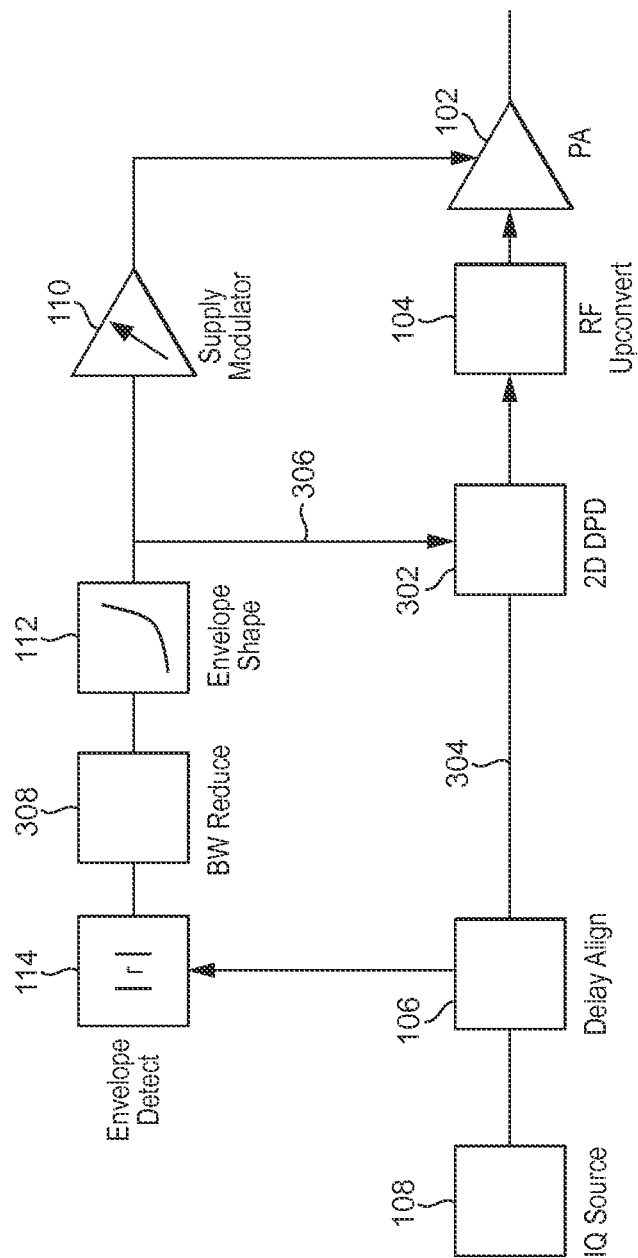 114
|r|
Envelope
Detect
308
BW Reduce
112
Envelope
Shape
110
Supply
Modulator
306
108
IQ Source
106
Delay Align
304
302
2D DPD
104
RF
Upconvert
102
PA